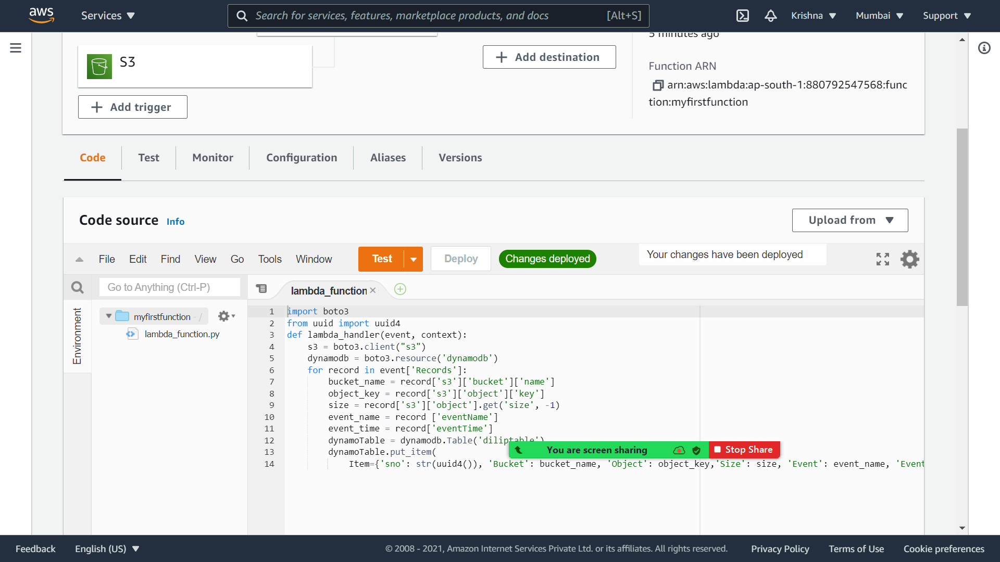 aws
Services
Search for services, features, marketplace products, and docs
[Alt+S]
Krishna
Mumbai
Support
5 minutes ago
S3
Add destination
Function ARN
arn:aws:lambda:ap-south-1:880792547568:func
tion:myfirstfunction
Add trigger
Code
Test
Monitor
Configuration
Aliases
Versions
Code source
Info
Upload from
File
Edit
Find
View
Go
Tools
Window
Test
Deploy
Changes deployed
Your changes have been deployed
Go to Anything (Ctrl-P)
lambda_function
Environment
myfirstfunction - /
lambda_function.py
1 import boto3
2 from uuid import uuid4
3 def lambda_handler(event, context):
4 s3 = boto3.client("s3")
5 dynamodb = boto3.resource('dynamodb')
6 for record in event['Records']:
7 bucket_name = record['s3']['bucket']['name']
8 object_key = record['s3']['object']['key']
9 size = record['s3']['object'].get('size', -1)
10 event_name = record ['eventName']
11 event_time = record['eventTime']
12 dynamoTable = dynamodb.Table('diliptable')
13 dynamoTable.put_item(
14 Item={'sno': str(uuid4()), 'Bucket': bucket_name, 'Object': object_key,'Size': size, 'Event': event_name, 'Event
You are screen sharing
Stop Share
Feedback
English (US)
© 2008 - 2021, Amazon Internet Services Private Ltd. or its affiliates. All rights reserved.
Privacy Policy
Terms of Use
Cookie preferences